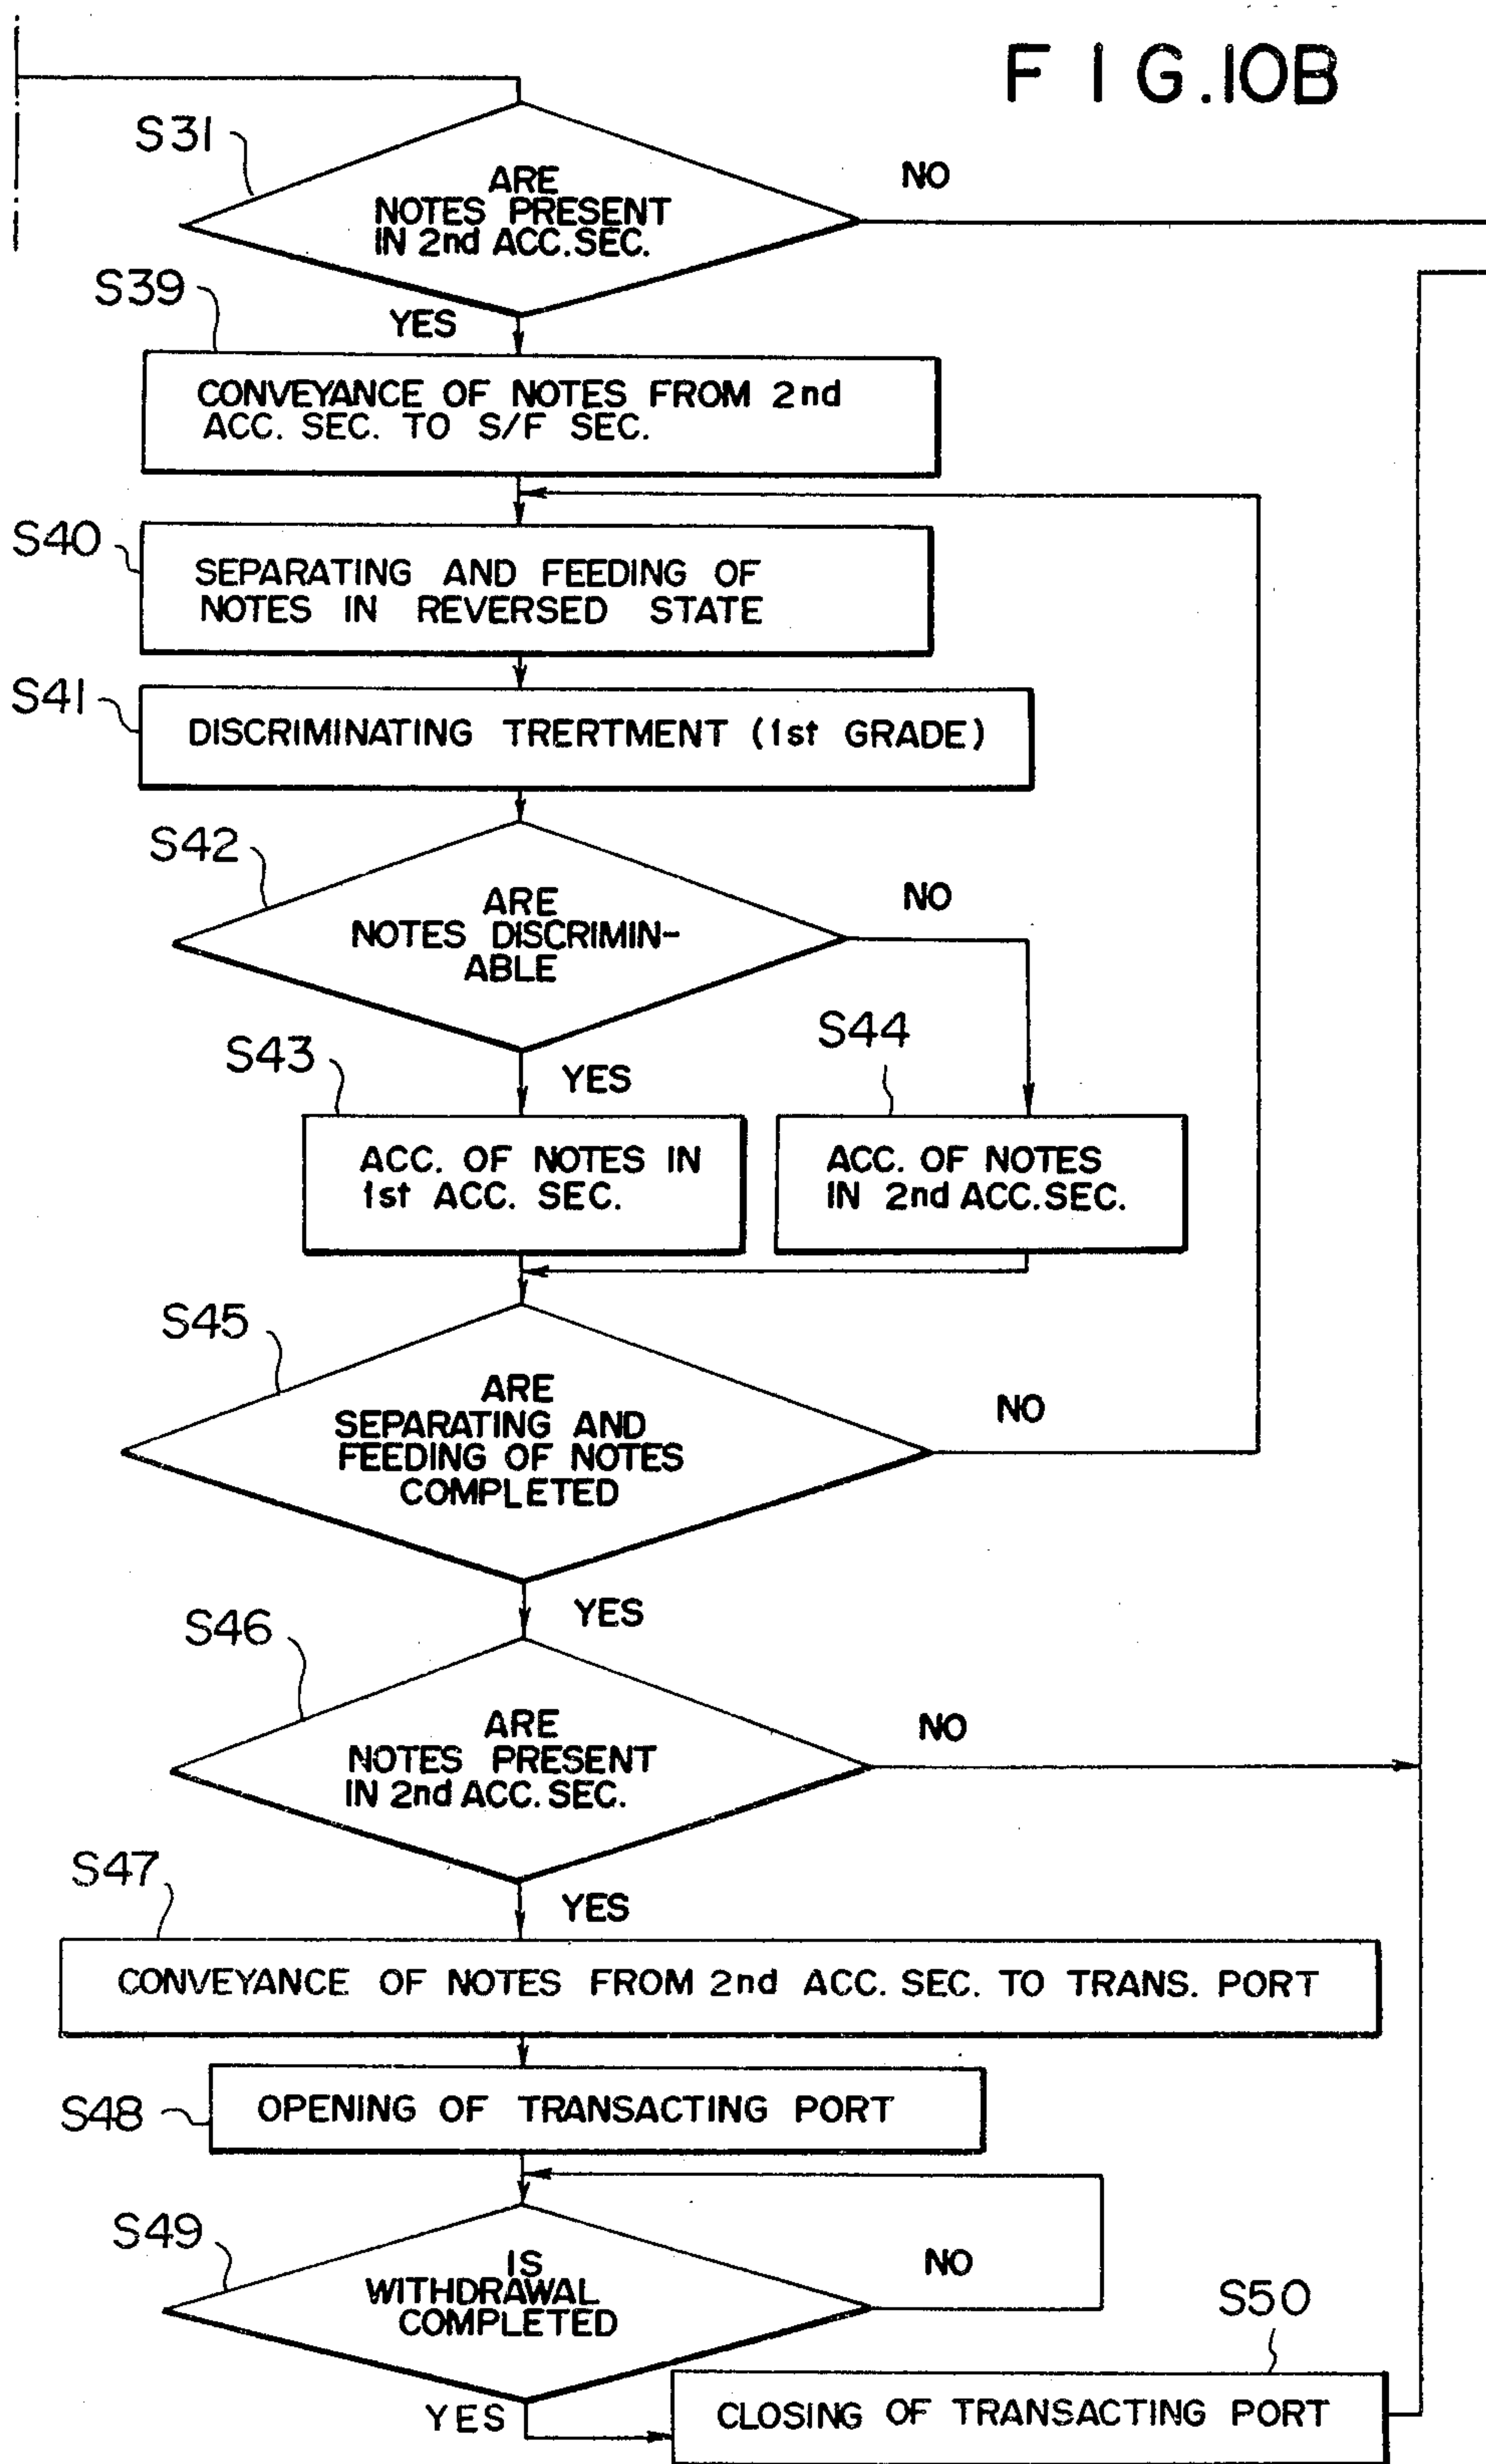 FIG.10B
S31
ARE
NOTES PRESENT
IN 2nd ACC.SEC.
NO
YES
S39
CONVEYANCE OF NOTES FROM 2nd
ACC. SEC. TO S/F SEC.
S40
SEPARATING AND FEEDING OF
NOTES IN REVERSED STATE
S41
DISCRIMINATING TRERTMENT (1st GRADE)
S42
ARE
NOTES DISCRIMIN-
ABLE
NO
YES
S43
ACC. OF NOTES IN
1st ACC. SEC.
S44
ACC. OF NOTES
IN 2nd ACC.SEC.
S45
ARE
SEPARATING AND
FEEDING OF NOTES
COMPLETED
NO
YES
S46
ARE
NOTES PRESENT
IN 2nd ACC. SEC.
NO
YES
S47
CONVEYANCE OF NOTES FROM 2nd ACC. SEC. TO TRANS. PORT
S48
OPENING OF TRANSACTING PORT
S49
IS
WITHDRAWAL
COMPLETED
NO
YES
S50
CLOSING OF TRANSACTING PORT